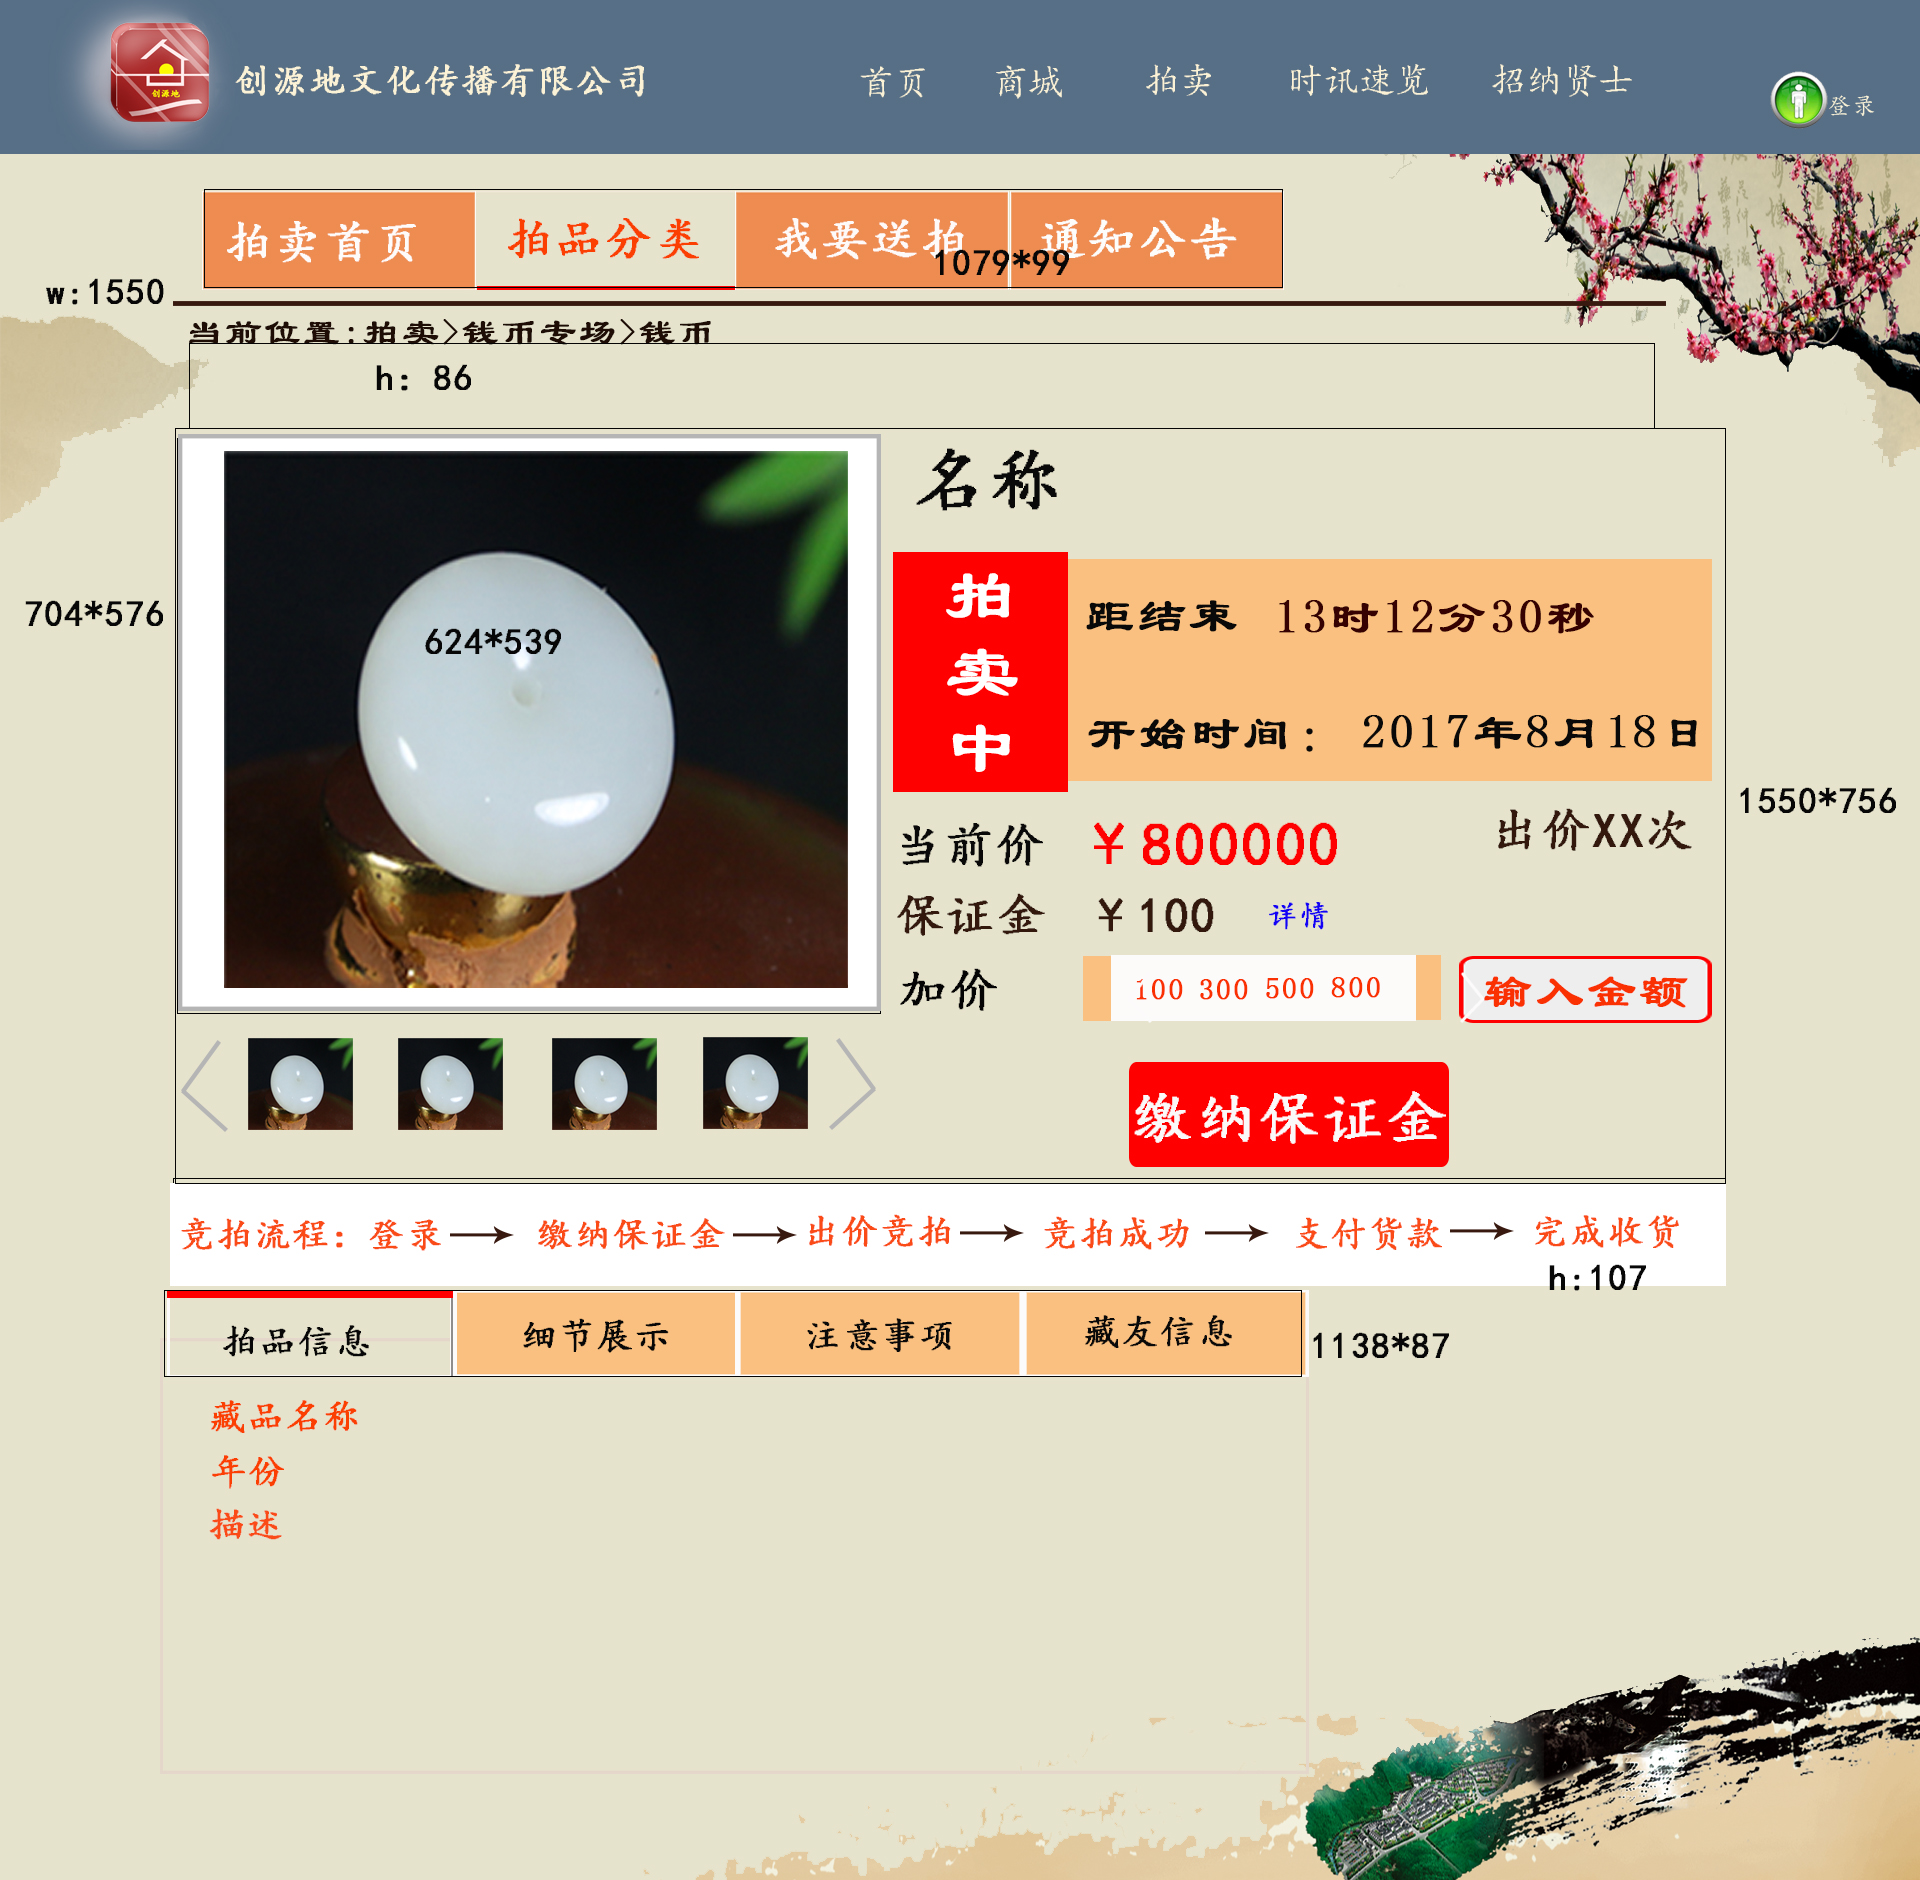 创源地
创源地文化传播有限公司
首页 商城 拍卖 时讯速览 招纳贤士
登录
拍卖首页 拍品分类 我要送拍 通知公告
1079*99
w:1550
当前位置:拍卖>钱币专场>钱币
h: 86
名称
704*576
624*539
拍卖中
距结束 13时12分30秒
开始时间: 2017年8月18日
1550*756
当前价 ¥800000 出价XX次
保证金 ¥100 详情
加价 100 300 500 800 输入金额
缴纳保证金
竞拍流程: 登录 缴纳保证金 出价竞拍 竞拍成功 支付货款 完成收货
h:107
拍品信息 细节展示 注意事项 藏友信息
1138*87
藏品名称
年份
描述